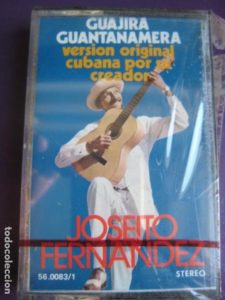 GUAJIRA
GUANTANAMERA
version original
cubana por su
creador
JOSEITO
FERNANDEZ
56.0083/1
STEREO
todocoleccion